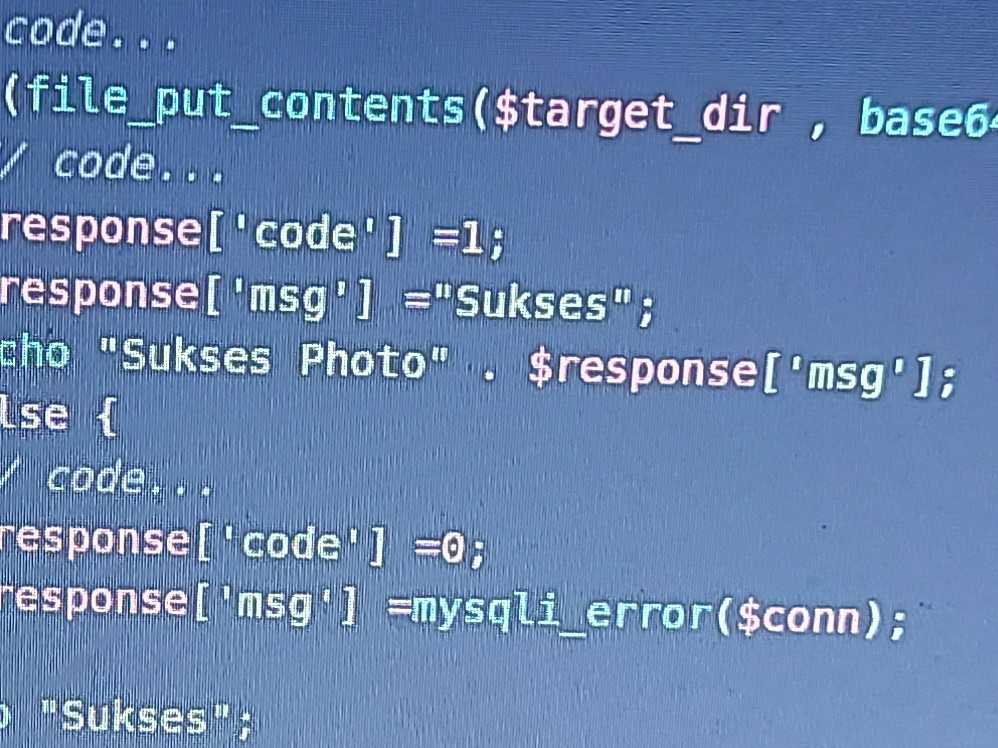 code...
(file_put_contents($target_dir , base64
/ code...
response['code'] =1;
response['msg'] ="Sukses";
cho "Sukses Photo" . $response['msg'];
lse {
/ code...
response['code'] =0;
response['msg'] =mysqli_error($conn);
o "Sukses";